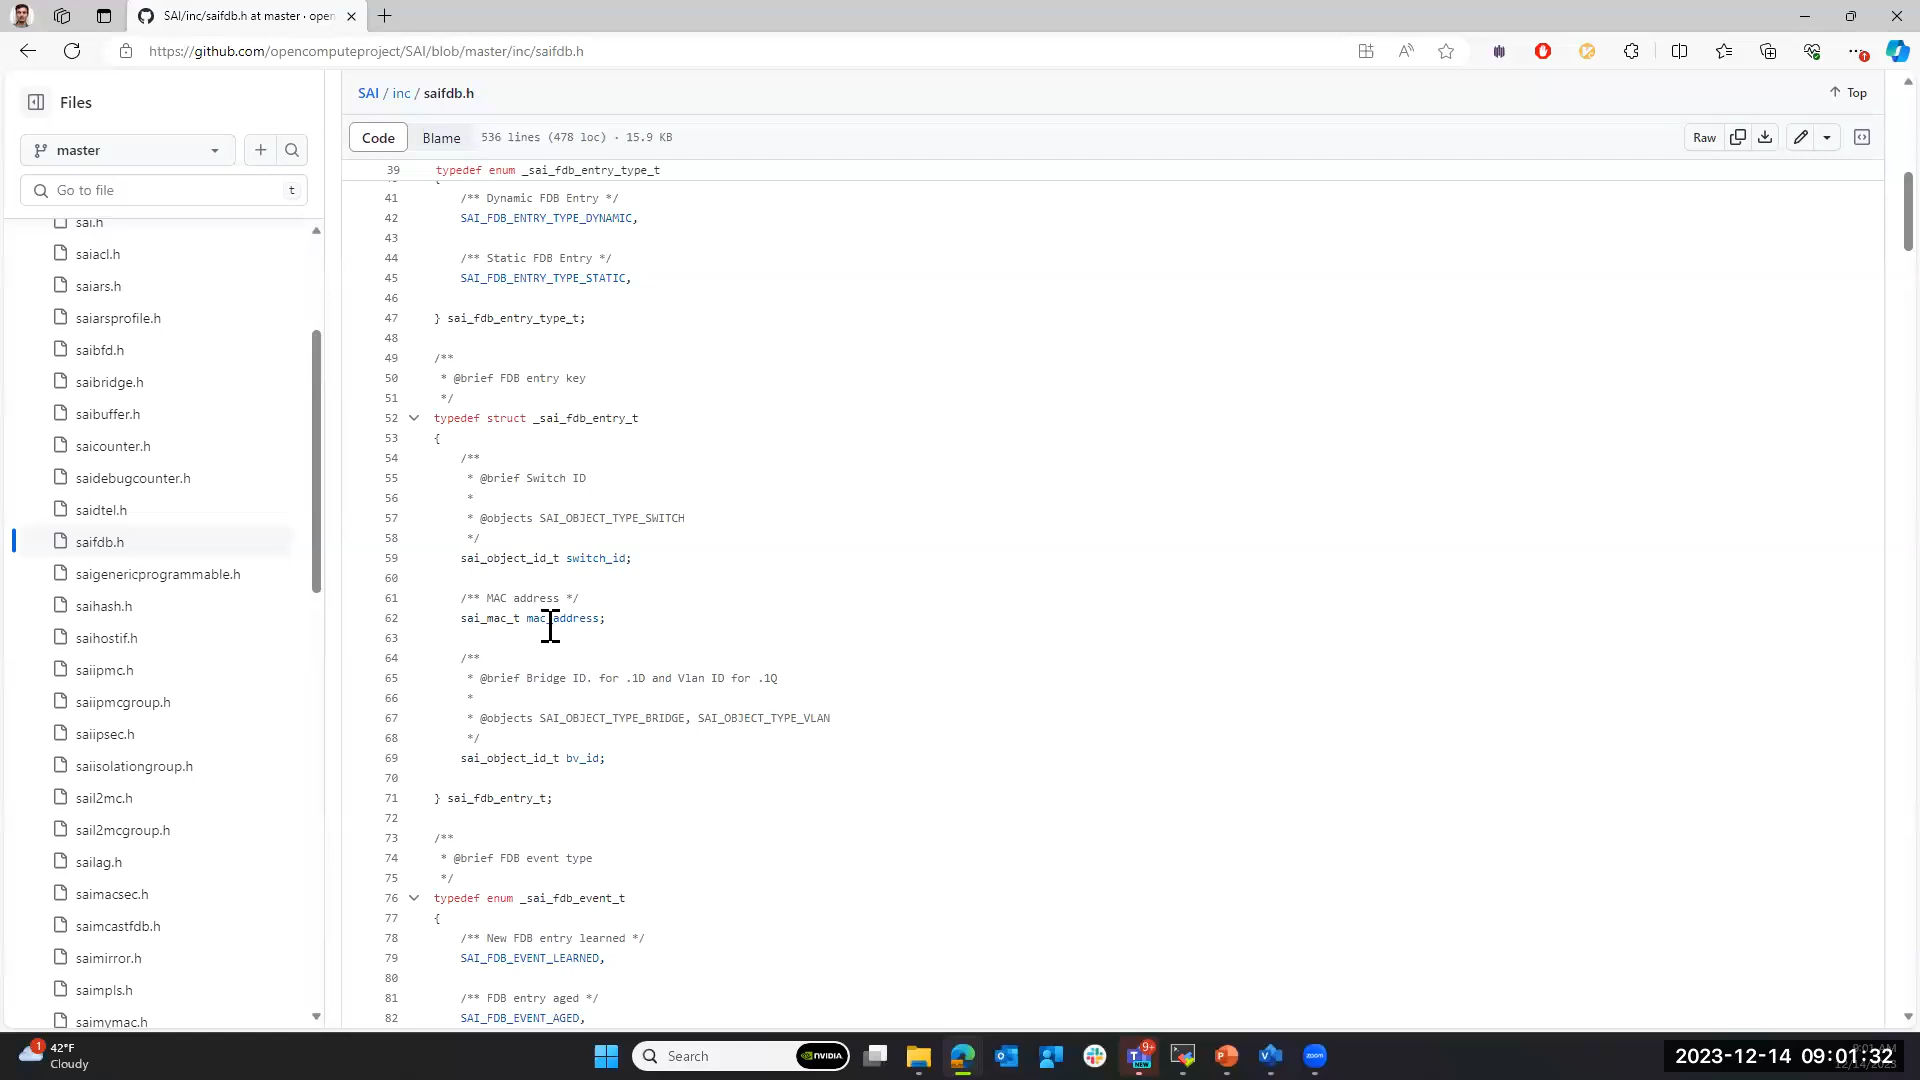 SAI/inc/saifdb.h at master · open
https://github.com/opencomputeproject/SAI/blob/master/inc/saifdb.h
Files
master
Go to file
t
sai.h
saiacl.h
saiars.h
saiarsprofile.h
saibfd.h
saibridge.h
saibuffer.h
saicounter.h
saidebugcounter.h
saidtel.h
saifdb.h
saigenericprogrammable.h
saihash.h
saihostif.h
saiipmc.h
saiipmcgroup.h
saiipsec.h
saiisolationgroup.h
sail2mc.h
sail2mcgroup.h
sailag.h
saimacsec.h
saimcastfdb.h
saimirror.h
saimpls.h
saimymac.h
SAI / inc / saifdb.h
Top
Code
Blame
536 lines (478 loc) · 15.9 KB
Raw
39 typedef enum _sai_fdb_entry_type_t
41 /** Dynamic FDB Entry */
42 SAI_FDB_ENTRY_TYPE_DYNAMIC,
43
44 /** Static FDB Entry */
45 SAI_FDB_ENTRY_TYPE_STATIC,
46
47 } sai_fdb_entry_type_t;
48
49 /**
50 * @brief FDB entry key
51 */
52 typedef struct _sai_fdb_entry_t
53 {
54 /**
55 * @brief Switch ID
56 *
57 * @objects SAI_OBJECT_TYPE_SWITCH
58 */
59 sai_object_id_t switch_id;
60
61 /** MAC address */
62 sai_mac_t mac_address;
63
64 /**
65 * @brief Bridge ID. for .1D and Vlan ID for .1Q
66 *
67 * @objects SAI_OBJECT_TYPE_BRIDGE, SAI_OBJECT_TYPE_VLAN
68 */
69 sai_object_id_t bv_id;
70
71 } sai_fdb_entry_t;
72
73 /**
74 * @brief FDB event type
75 */
76 typedef enum _sai_fdb_event_t
77 {
78 /** New FDB entry learned */
79 SAI_FDB_EVENT_LEARNED,
80
81 /** FDB entry aged */
82 SAI_FDB_EVENT_AGED,
1
42°F
Cloudy
Search
NVIDIA
9+
NEW
zoom
2023-12-14 09:01:32